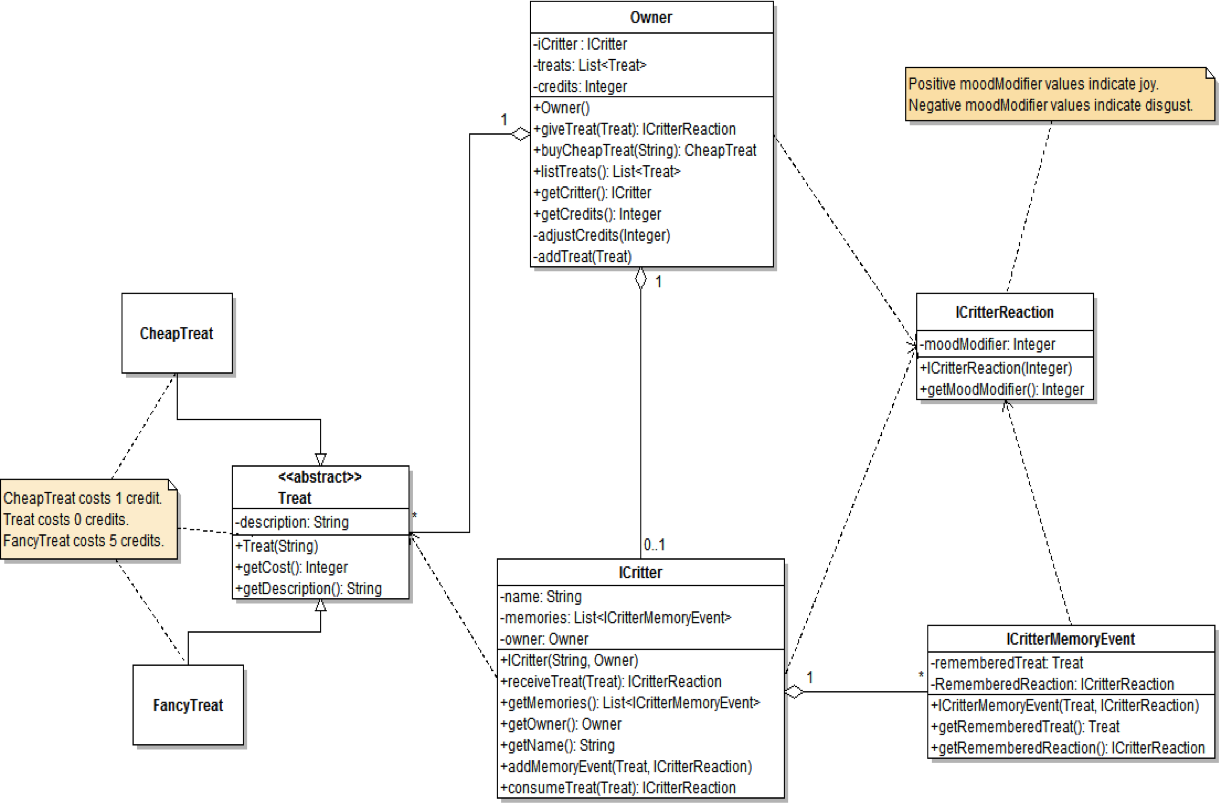 Owner
-iCritter : ICritter
-treats: List<Treat>
-credits: Integer
+Owner()
+giveTreat(Treat): ICritterReaction
+buyCheapTreat(String): CheapTreat
+listTreats(): List<Treat>
+getCritter(): ICritter
+getCredits(): Integer
-adjustCredits(Integer)
-addTreat(Treat)
1
1
Positive moodModifier values indicate joy.
Negative moodModifier values indicate disgust.
ICritterReaction
-moodModifier: Integer
+ICritterReaction(Integer)
+getMoodModifier(): Integer
CheapTreat
CheapTreat costs 1 credit.
Treat costs 0 credits.
FancyTreat costs 5 credits.
<<abstract>>
Treat
-description: String
+Treat(String)
+getCost(): Integer
+getDescription(): String
*
FancyTreat
0..1
ICritter
-name: String
-memories: List<ICritterMemoryEvent>
-owner: Owner
+ICritter(String, Owner)
+receiveTreat(Treat): ICritterReaction
+getMemories(): List<ICritterMemoryEvent>
+getOwner(): Owner
+getName(): String
+addMemoryEvent(Treat, ICritterReaction)
+consumeTreat(Treat): ICritterReaction
1
*
ICritterMemoryEvent
-rememberedTreat: Treat
-RememberedReaction: ICritterReaction
+ICritterMemoryEvent(Treat, ICritterReaction)
+getRememberedTreat(): Treat
+getRememberedReaction(): ICritterReaction